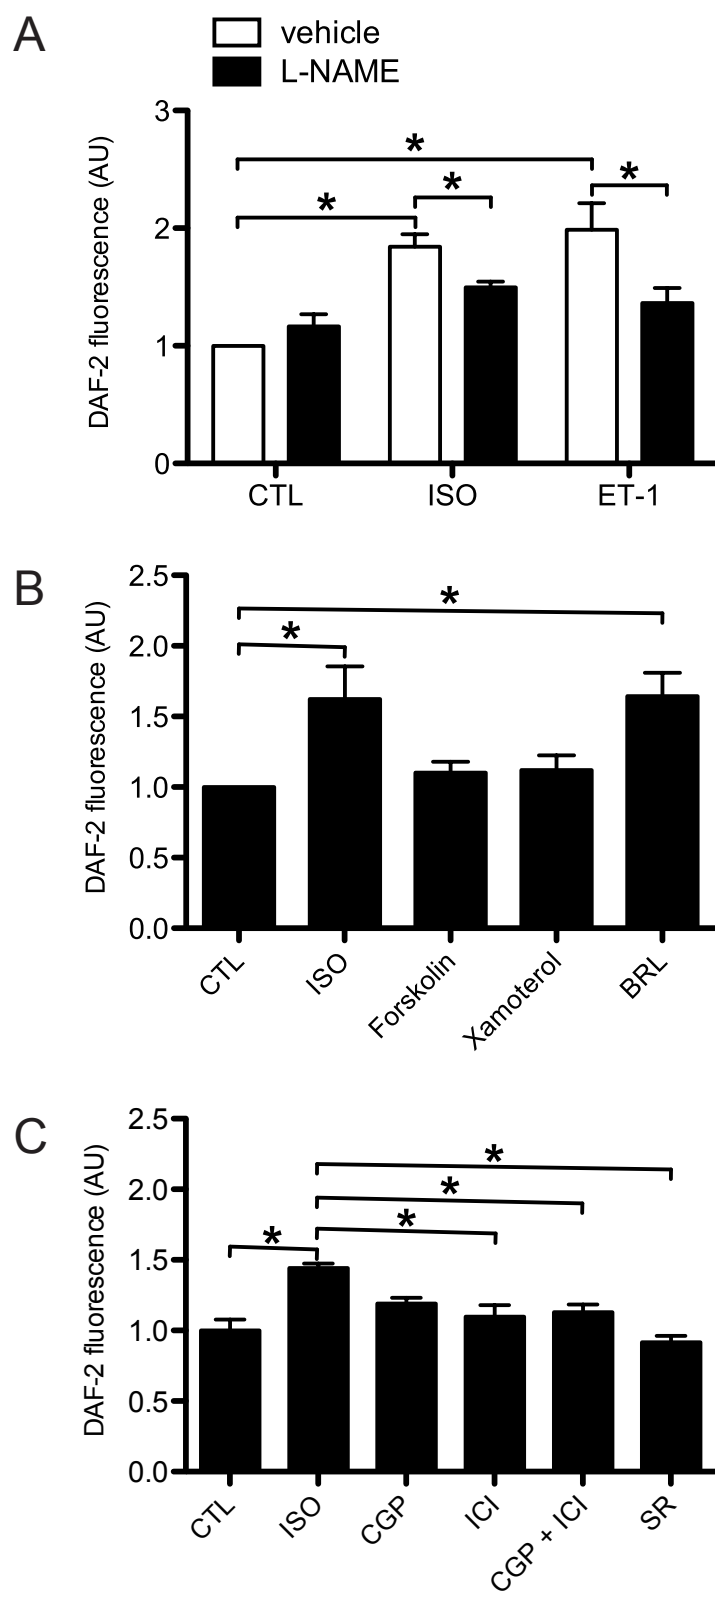 A
vehicle
L-NAME
DAF-2 fluorescence (AU)
3
2
1
0
*
*
*
*
CTL
ISO
ET-1
B
DAF-2 fluorescence (AU)
2.5
2.0
1.5
1.0
0.5
0.0
*
*
CTL
ISO
Forskolin
Xamoterol
BRL
C
DAF-2 fluorescence (AU)
2.5
2.0
1.5
1.0
0.5
0.0
*
*
*
*
CTL
ISO
CGP
ICI
CGP + ICI
SR